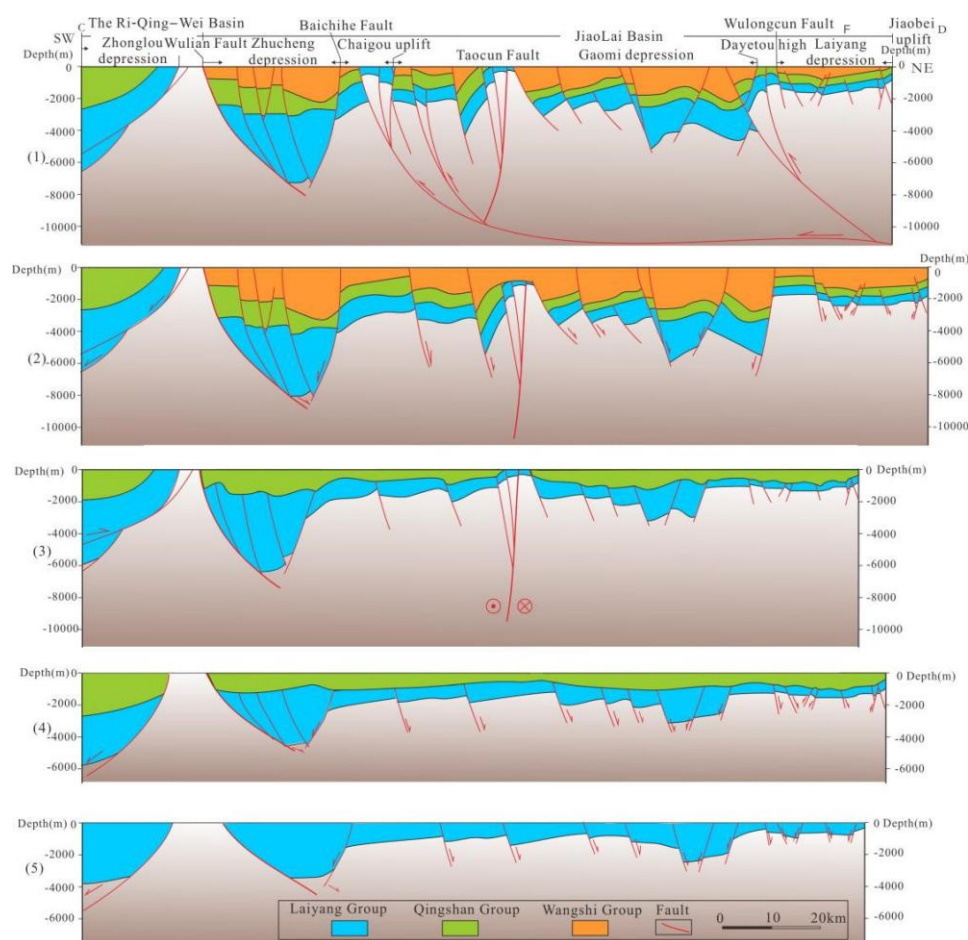 C The Ri-Qing-Wei Basin Baichihe Fault Wulongcun Fault F Jiaobei D
SW Zhonglou Wulian Fault Zhucheng Chaigou uplift Taocun Fault JiaoLai Basin Dayetou high Laiyang uplift
Depth(m) depression depression Gaomi depression depression Depth(m)
0 0 NE
-2000 -2000
-4000 -4000
(1) -6000 -6000
-8000 -8000
-10000 -10000
Depth(m) Depth(m)
0 0
-2000 -2000
-4000 -4000
(2) -6000 -6000
-8000 -8000
-10000 -10000
Depth(m) 0 0 Depth(m)
-2000 -2000
-4000 -4000
(3) -6000 -6000
-8000 -8000
-10000 -10000
Depth(m) 0 0 Depth(m)
-2000 -2000
(4) -4000 -4000
-6000 -6000
Depth(m) 0 0 Depth(m)
-2000 -2000
(5) -4000 -4000
-6000 -6000
Laiyang Group Qingshan Group Wangshi Group Fault 0 10 20km